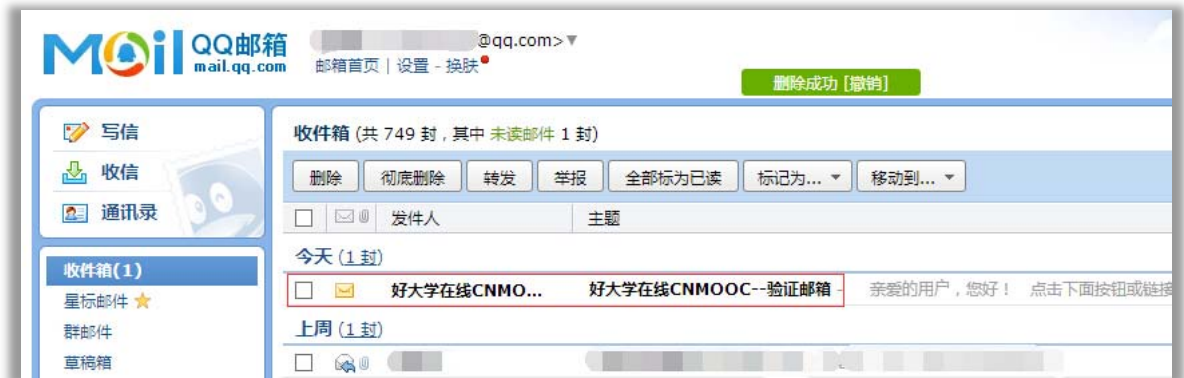 MOil QQ邮箱 mail.qq.com
@qq.com>▼
邮箱首页 | 设置 - 换肤
删除成功 [撤销]
写信
收信
通讯录
收件箱(1)
星标邮件
群邮件
草稿箱
收件箱 (共 749 封，其中 未读邮件 1 封)
删除 彻底删除 转发 举报 全部标为已读 标记为... 移动到...
发件人 主题
今天 (1 封)
好大学在线CNMO... 好大学在线CNMOOC--验证邮箱 - 亲爱的用户，您好！ 点击下面按钮或链接
上周 (1 封)